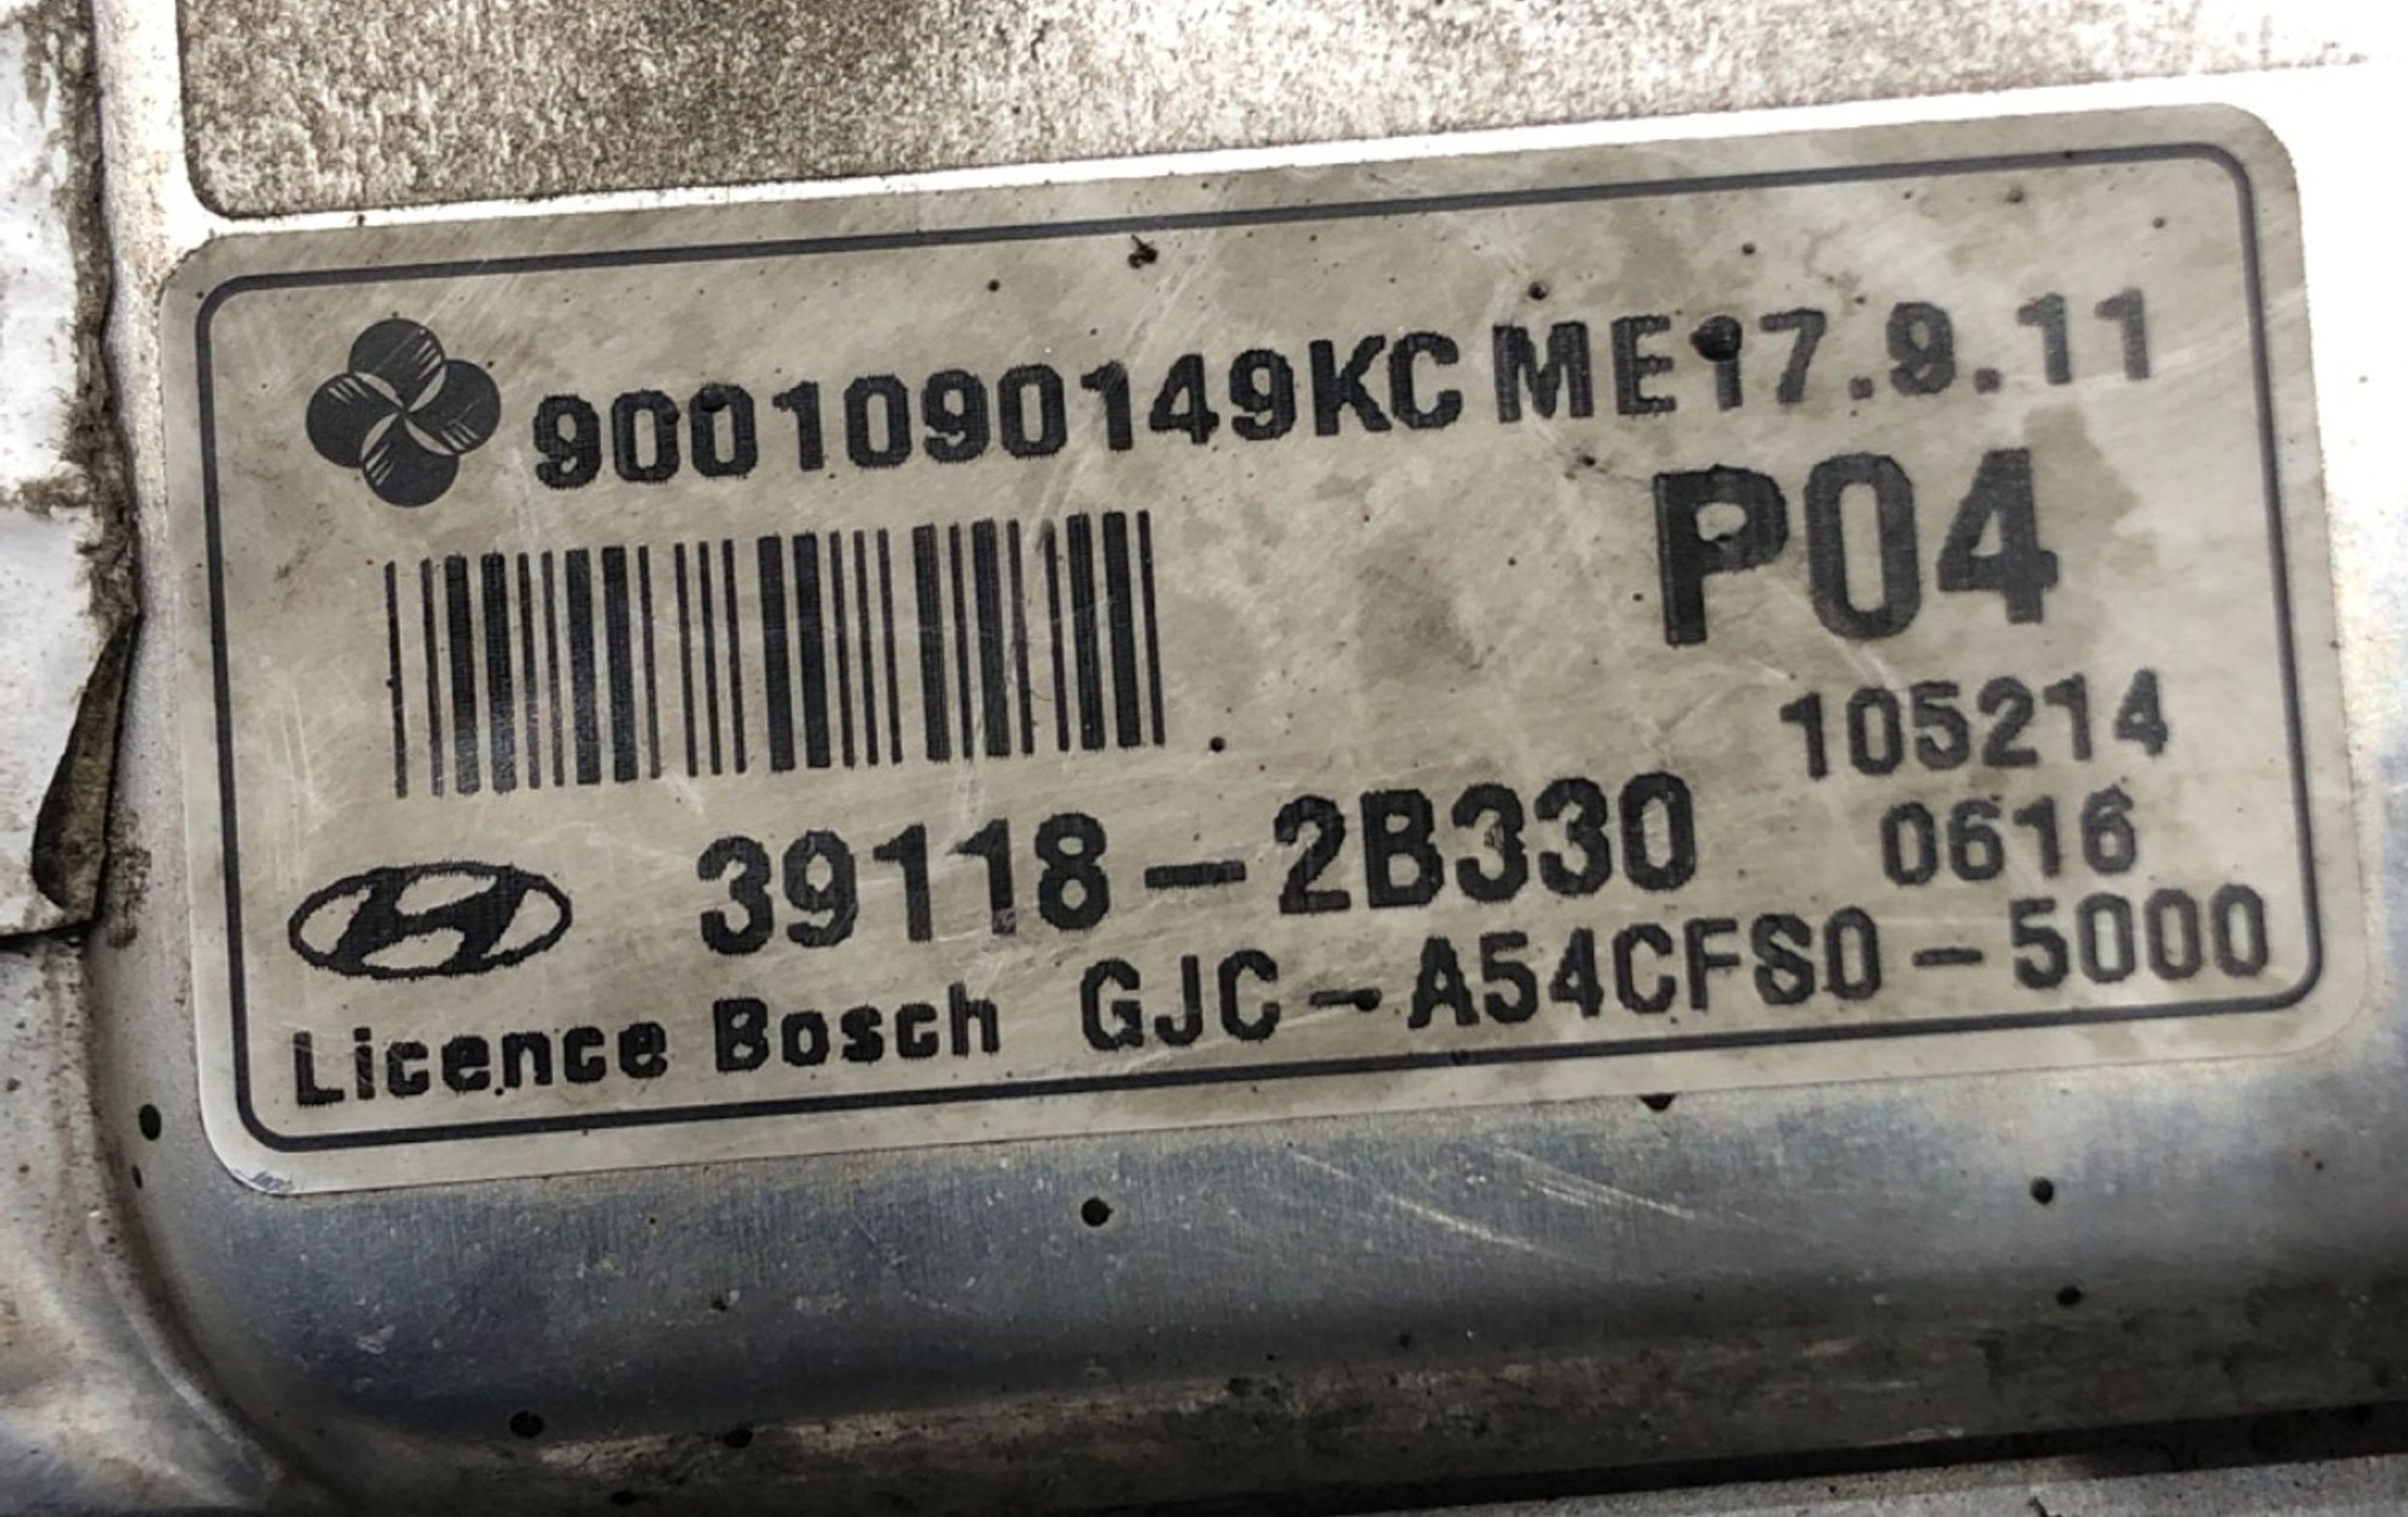 9001090149KC ME17.9.11
P04
105214
39118-2B330 0616
Licence Bosch GJC-A54CFS0-5000